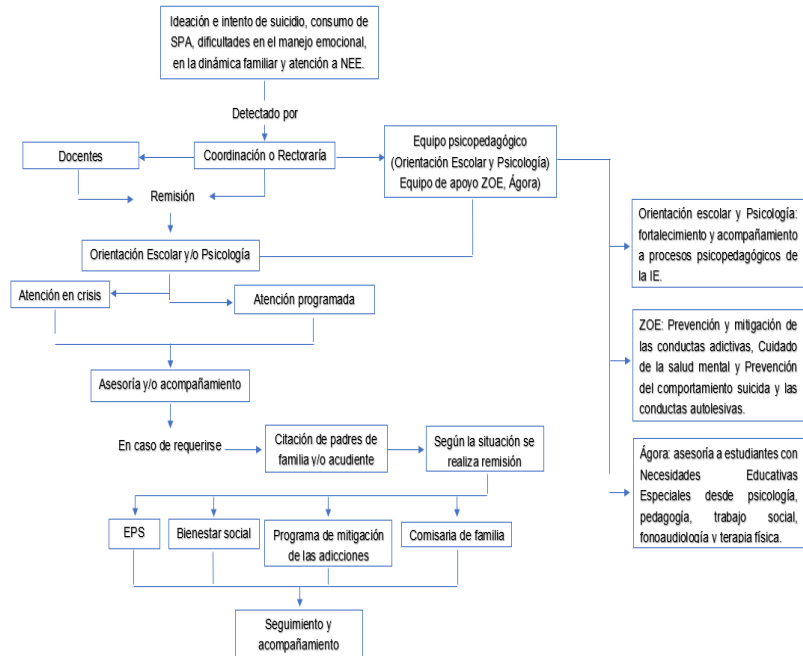 Ideación e intento de suicidio, consumo de
SPA, dificultades en el manejo emocional,
en la dinámica familiar y atención a NEE.
Detectado por
Docentes
Coordinación o Rectoraría
Equipo psicopedagógico
(Orientación Escolar y Psicología)
Equipo de apoyo ZOE, Ágora)
Remisión
Orientación Escolar y/o Psicología
Atención en crisis
Atención programada
Asesoría y/o acompañamiento
En caso de requerirse
Citación de padres de
familia y/o acudiente
Según la situación se
realiza remisión
EPS
Bienestar social
Programa de mitigación
de las adicciones
Comisaria de familia
Seguimiento y
acompañamiento
Orientación escolar y Psicología:
fortalecimiento y acompañamiento
a procesos psicopedagógicos de
la IE.
ZOE: Prevención y mitigación de
las conductas adictivas, Cuidado
de la salud mental y Prevención
del comportamiento suicida y las
conductas autolesivas.
Ágora: asesoría a estudiantes con
Necesidades Educativas
Especiales desde psicología,
pedagogía, trabajo social,
fonoaudiología y terapia física.